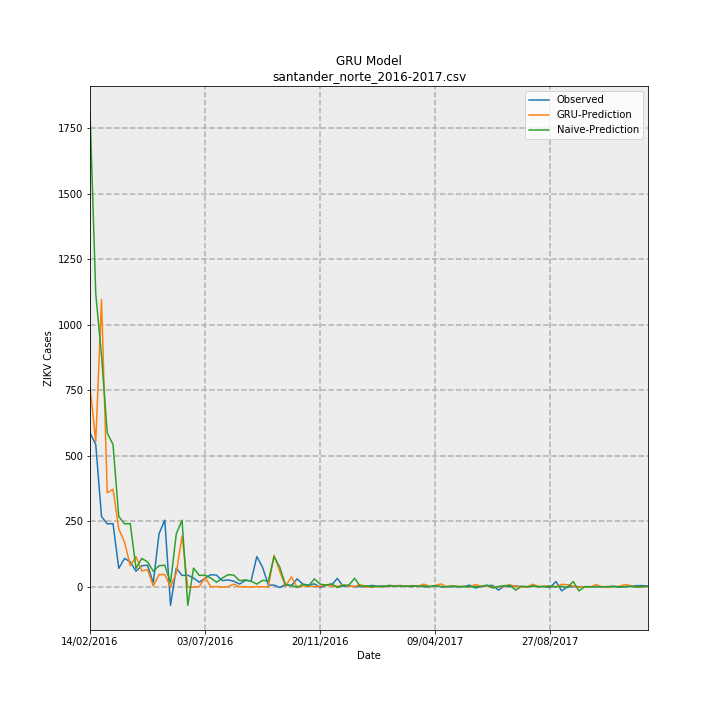 GRU Model
santander_norte_2016-2017.csv
Observed
GRU-Prediction
Naive-Prediction
1750
1500
1250
1000
750
500
250
0
ZIKV Cases
14/02/2016
03/07/2016
20/11/2016
09/04/2017
27/08/2017
Date